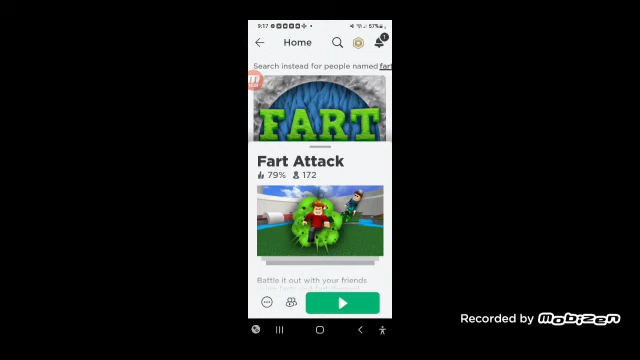 9:17
57%
Home
1
Search instead for people named fart
FART
Fart Attack
79% 172
Battle it out with your friends
Recorded by Mobizen